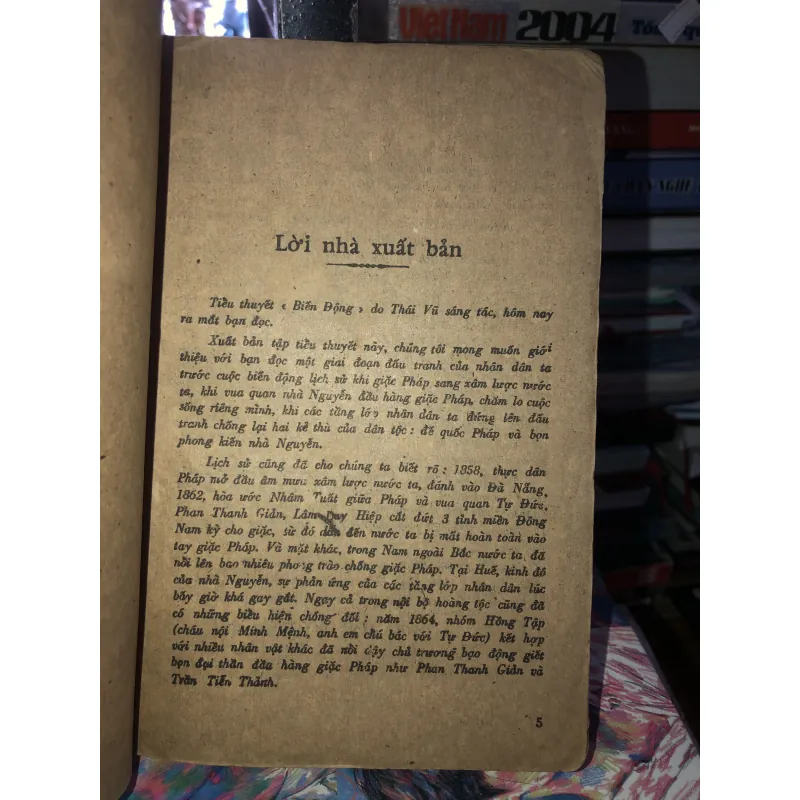 Việt Nam 2004
Lời nhà xuất bản
Tiểu thuyết « Biến Động » do Thái Vũ sáng tác, hôm nay
ra mắt bạn đọc.
Xuất bản tập tiểu thuyết này, chúng tôi mong muốn giới
thiệu với bạn đọc một giai đoạn đấu tranh của nhân dân ta
trước cuộc biến động lịch sử khi giặc Pháp sang xâm lược nước
ta, khi vua quan nhà Nguyễn đầu hàng giặc Pháp, chăm lo cuộc
sống riêng mình, khi các tầng lớp nhân dân ta đứng lên đấu
tranh chống lại hai kẻ thù của dân tộc : đế quốc Pháp và bọn
phong kiến nhà Nguyễn.
Lịch sử cũng đã cho chúng ta biết rõ : 1858, thực dân
Pháp mở đầu âm mưu xâm lược nước ta, đánh vào Đà Nẵng,
1862, hòa ước Nhâm Tuất giữa Pháp và vua quan Tự Đức,
Phan Thanh Giản, Lâm Duy Hiệp cắt đứt 3 tỉnh miền Đông
Nam kỳ cho giặc, từ đó dẫn đến nước ta bị mất hoàn toàn vào
tay giặc Pháp. Và mặt khác, trong Nam ngoài Bắc nước ta đã
nổi lên bao nhiêu phong trào chống giặc Pháp. Tại Huế, kinh đô
của nhà Nguyễn, sự phản ứng của các tầng lớp nhân dân lúc
bấy giờ khá gay gắt. Ngay cả trong nội bộ hoàng tộc cũng đã
có những biểu hiện chống đối : năm 1864, nhóm Hồng Tập
(cháu nội Minh Mệnh, anh em chú bác với Tự Đức) kết hợp
với nhiều nhân vật khác đã nổi dậy chủ trương bạo động giết
bọn đại thần đầu hàng giặc Pháp như Phan Thanh Giản và
Trần Tiễn Thành.
5